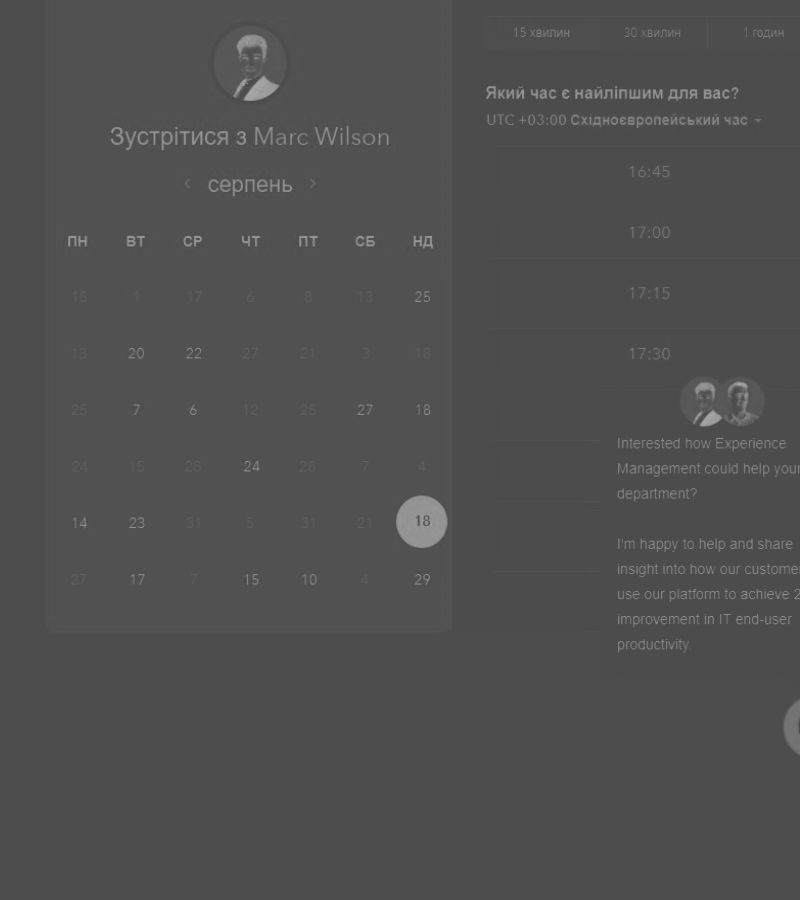 Зустрітися з Marc Wilson
‹ серпень ›
ПН ВТ СР ЧТ ПТ СБ НД
15 1 17 6 8 13 25
13 20 22 27 21 3 18
25 7 6 12 25 27 18
24 15 28 24 28 7 4
14 23 31 5 31 21 18
27 17 7 15 10 4 29
15 хвилин 30 хвилин 1 годин
Який час є найліпшим для вас?
UTC +03:00 Східноєвропейський час
16:45
17:00
17:15
17:30
Interested how Experience
Management could help your
department?
I'm happy to help and share
insight into how our custome
use our platform to achieve 2
improvement in IT end-user
productivity.